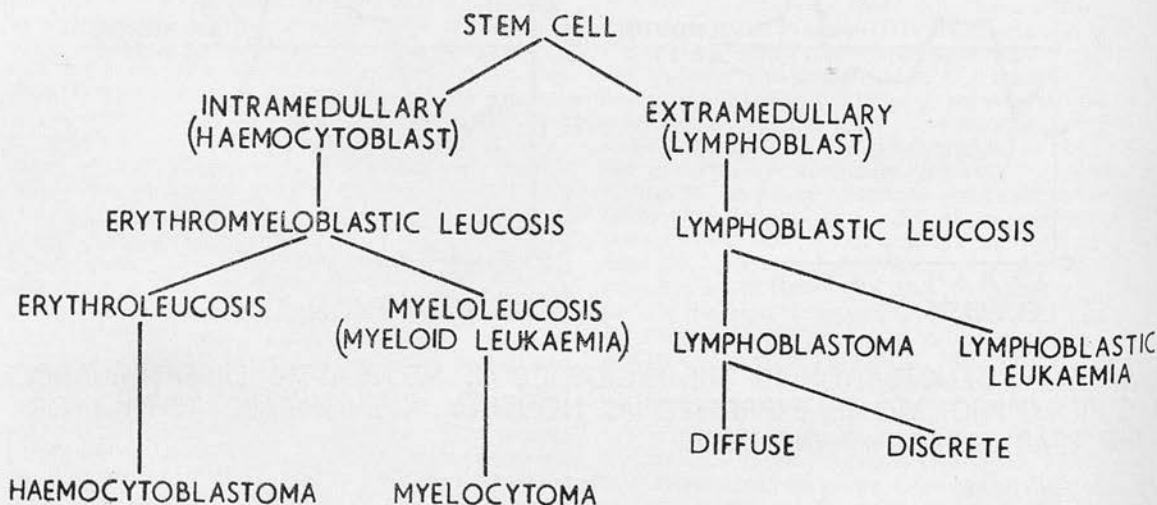 STEM CELL
INTRAMEDULLARY
(HAEMOCYTOBLAST)
EXTRAMEDULLARY
(LYMPHOBLAST)
ERYTHROMYELOBLASTIC LEUCOSIS
LYMPHOBLASTIC LEUCOSIS
ERYTHROLEUCOSIS
MYELOLEUCOSIS
(MYELOID LEUKAEMIA)
LYMPHOBLASTOMA
LYMPHOBLASTIC
LEUKAEMIA
DIFFUSE
DISCRETE
HAEMOCYTOBLASTOMA
MYELOCYTOMA